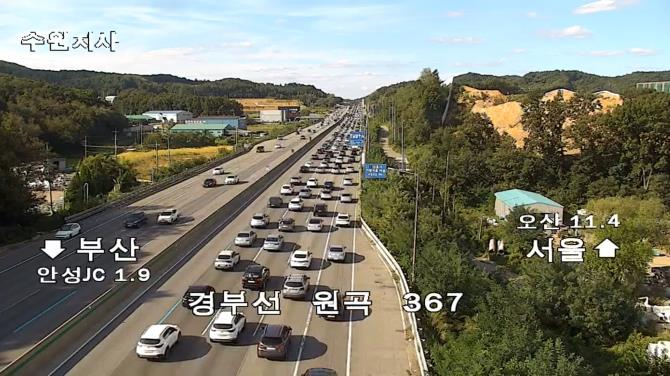 수원지사
부산
안성JC 1.9
오산 11.4
서울
경부선 원곡 367